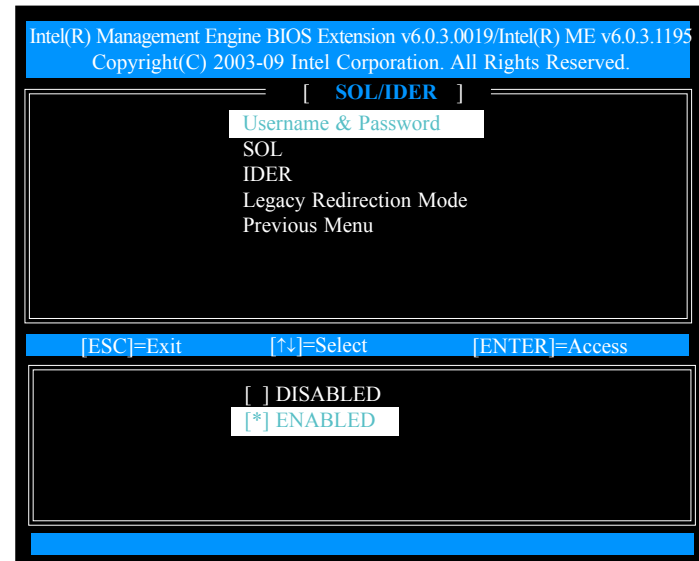 Intel(R) Management Engine BIOS Extension v6.0.3.0019/Intel(R) ME v6.0.3.1195
Copyright(C) 2003-09 Intel Corporation. All Rights Reserved.
[ SOL/IDER ]
Username & Password
SOL
IDER
Legacy Redirection Mode
Previous Menu
[ESC]=Exit [↑↓]=Select [ENTER]=Access
[ ] DISABLED
[*] ENABLED